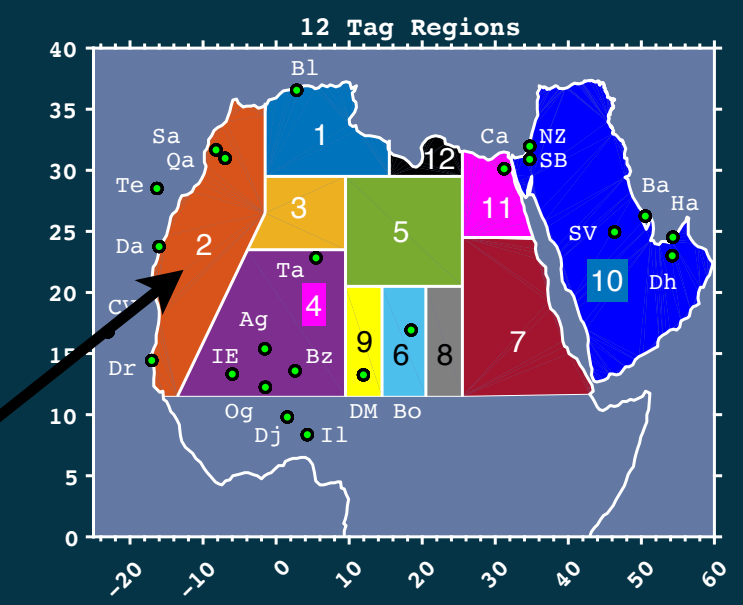 12 Tag Regions
40
35
30
25
20
15
10
5
0
Bl
Sa
Qa
Te
Da
CV
Dr
1
2
3
4
5
6
7
8
9
10
11
12
Ca
NZ
SB
Ba
Ha
SV
Dh
Ta
Ag
IE
Bz
Og
DM
Bo
Dj
Il
-20
-10
0
10
20
30
40
50
60